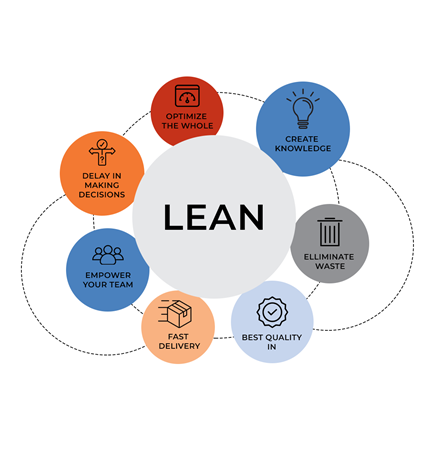 OPTIMIZE
THE WHOLE
CREATE
KNOWLEDGE
DELAY IN
MAKING
DECISIONS
?
LEAN
ELLIMINATE
WASTE
EMPOWER
YOUR TEAM
FAST
DELIVERY
BEST QUALITY
IN